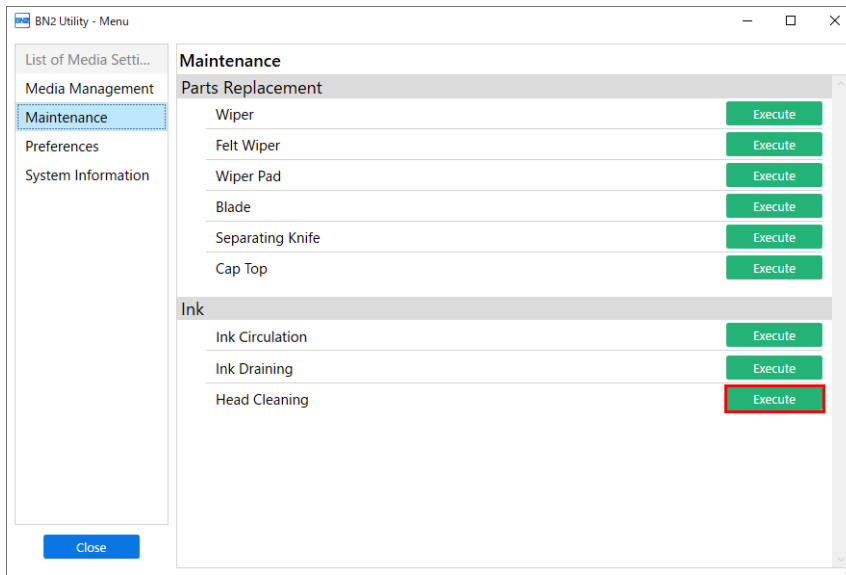 BN2 BN2 Utility - Menu
List of Media Setti...
Media Management
Maintenance
Preferences
System Information
Close
Maintenance
Parts Replacement
Wiper Execute
Felt Wiper Execute
Wiper Pad Execute
Blade Execute
Separating Knife Execute
Cap Top Execute
Ink
Ink Circulation Execute
Ink Draining Execute
Head Cleaning Execute